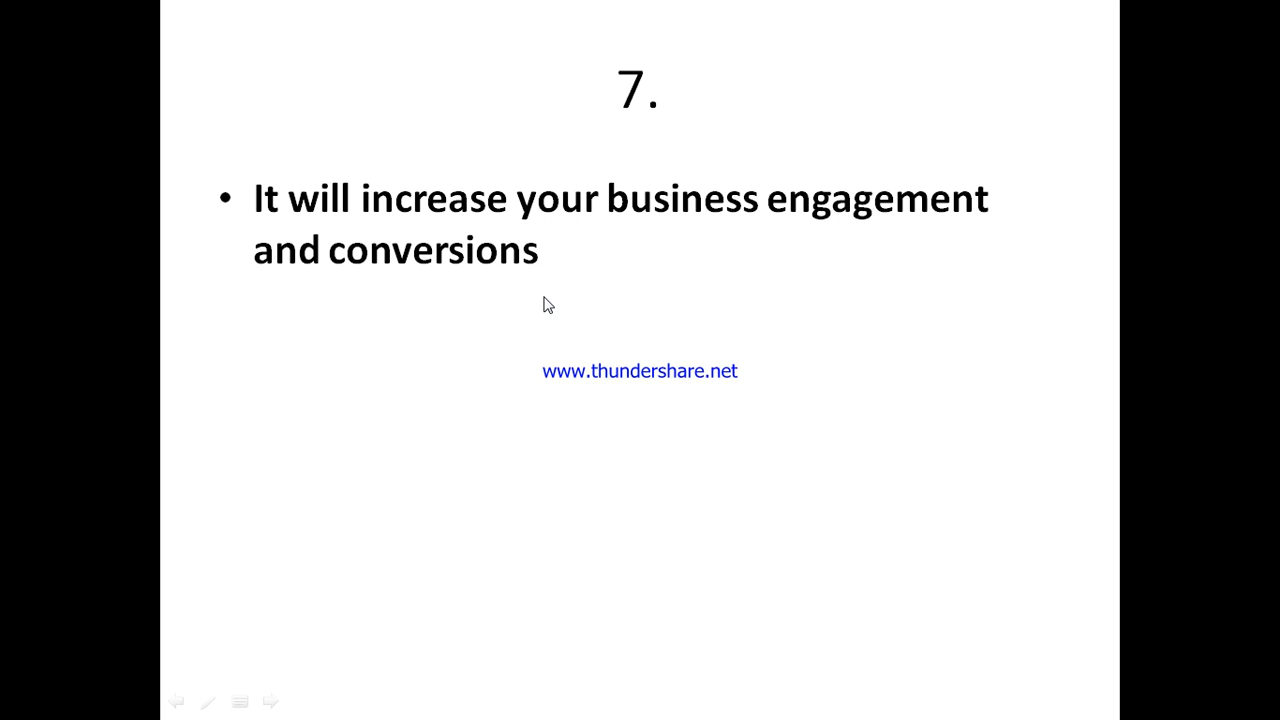 7.
• It will increase your business engagement
and conversions
www.thundershare.net